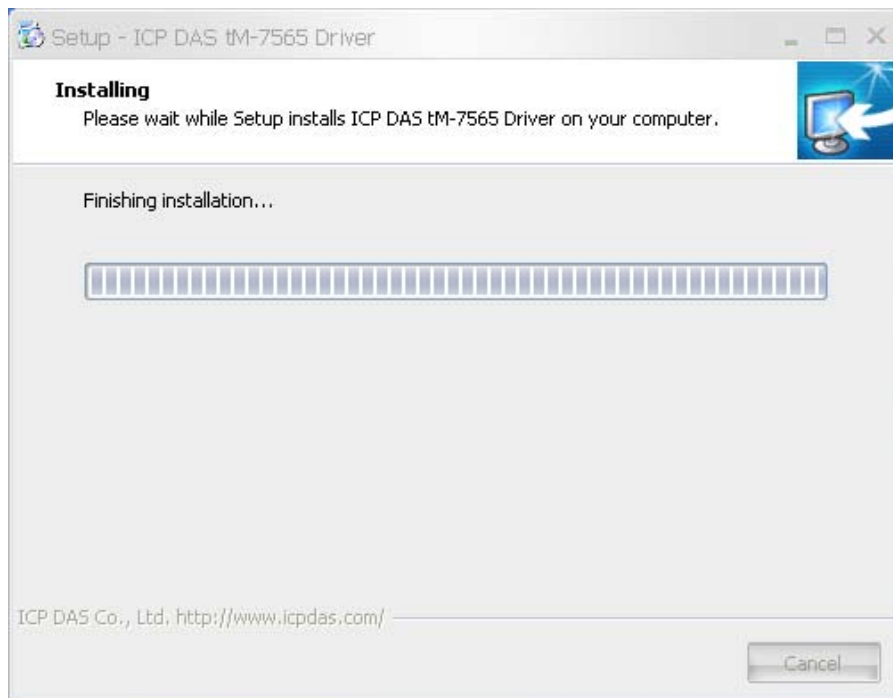 Setup - ICP DAS tM-7565 Driver
Installing
Please wait while Setup installs ICP DAS tM-7565 Driver on your computer.
Finishing installation...
ICP DAS Co., Ltd. http://www.icpdas.com/
Cancel